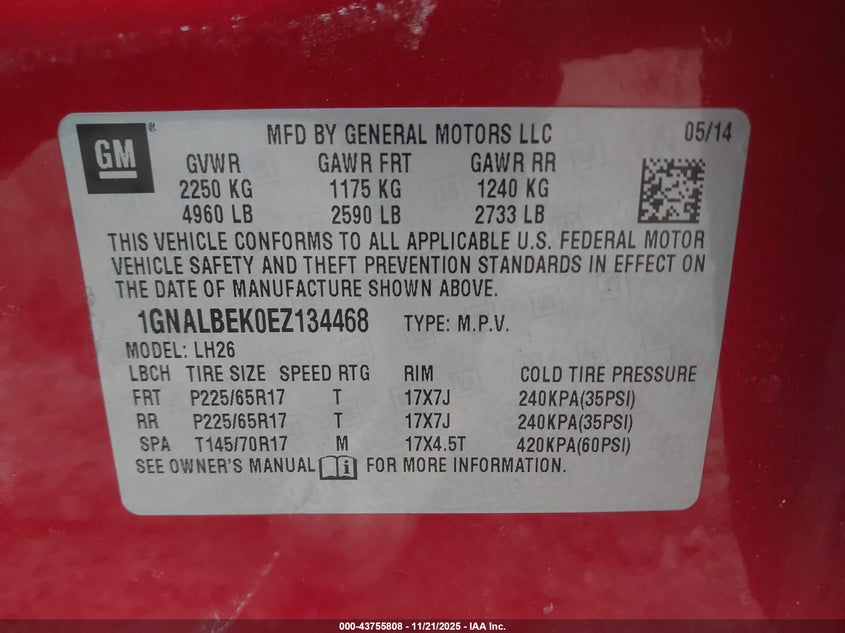 GM ® MFD BY GENERAL MOTORS LLC 05/14
GVWR GAWR FRT GAWR RR
2250 KG 1175 KG 1240 KG
4960 LB 2590 LB 2733 LB
THIS VEHICLE CONFORMS TO ALL APPLICABLE U.S. FEDERAL MOTOR
VEHICLE SAFETY AND THEFT PREVENTION STANDARDS IN EFFECT ON
THE DATE OF MANUFACTURE SHOWN ABOVE.
1GNALBEK0EZ134468 TYPE: M.P.V.
MODEL: LH26
LBCH TIRE SIZE SPEED RTG RIM COLD TIRE PRESSURE
FRT P225/65R17 T 17X7J 240KPA(35PSI)
RR P225/65R17 T 17X7J 240KPA(35PSI)
SPA T145/70R17 M 17X4.5T 420KPA(60PSI)
SEE OWNER'S MANUAL FOR MORE INFORMATION.
000-43755808 - 11/21/2025 - IAA Inc.